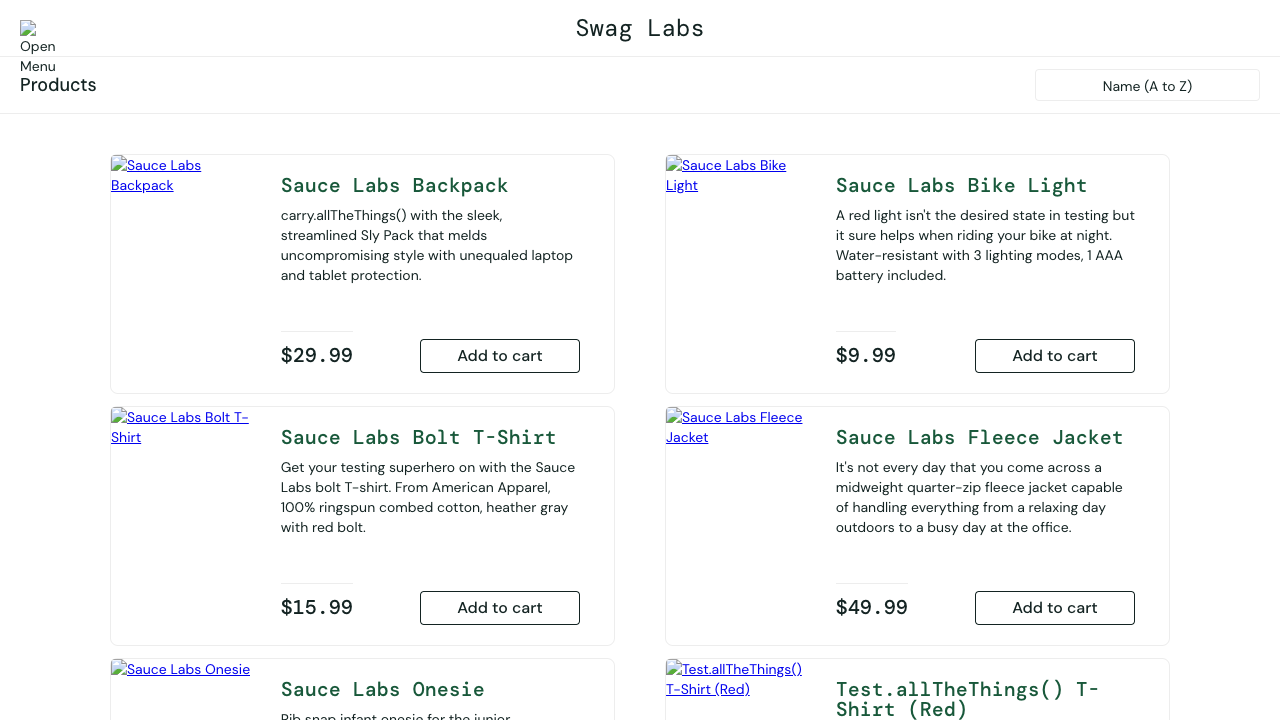 Open
Menu
Swag Labs
Products
Name (A to Z)
Sauce Labs
Backpack
Sauce Labs Backpack
carry.allTheThings() with the sleek,
streamlined Sly Pack that melds
uncompromising style with unequaled laptop
and tablet protection.
$29.99
Add to cart
Sauce Labs Bike
Light
Sauce Labs Bike Light
A red light isn't the desired state in testing but
it sure helps when riding your bike at night.
Water-resistant with 3 lighting modes, 1 AAA
battery included.
$9.99
Add to cart
Sauce Labs Bolt T-
Shirt
Sauce Labs Bolt T-Shirt
Get your testing superhero on with the Sauce
Labs bolt T-shirt. From American Apparel,
100% ringspun combed cotton, heather gray
with red bolt.
$15.99
Add to cart
Sauce Labs Fleece
Jacket
Sauce Labs Fleece Jacket
It's not every day that you come across a
midweight quarter-zip fleece jacket capable
of handling everything from a relaxing day
outdoors to a busy day at the office.
$49.99
Add to cart
Sauce Labs Onesie
Sauce Labs Onesie
Rib snap infant onesie for the junior
Test.allTheThings()
T-Shirt (Red)
Test.allTheThings() T-
Shirt (Red)